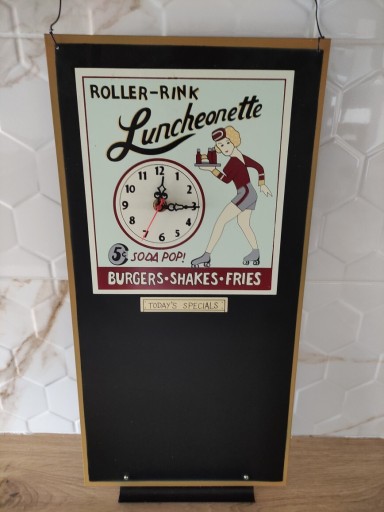 ROLLER-RINK
Luncheonette
12
11 1
10 2
9 3
8 4
7 5
6
5¢ SODA POP!
BURGERS•SHAKES•FRIES
TODAY'S SPECIALS